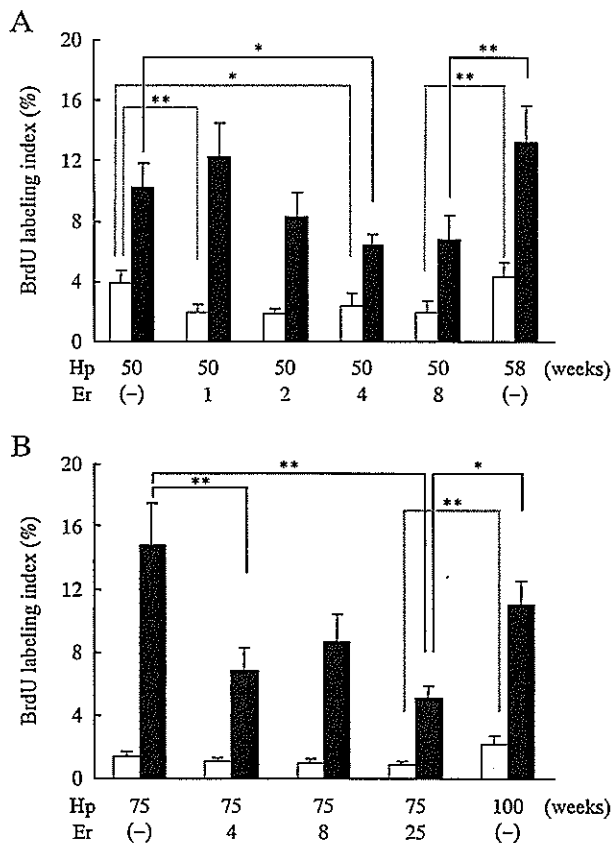 A
BrdU labeling index (%)
20
16
12
8
4
0
*
*
**
**
**
Hp 50 50 50 50 50 58 (weeks)
Er (−) 1 2 4 8 (−)
B
BrdU labeling index (%)
20
16
12
8
4
0
**
**
*
**
Hp 75 75 75 75 100 (weeks)
Er (−) 4 8 25 (−)